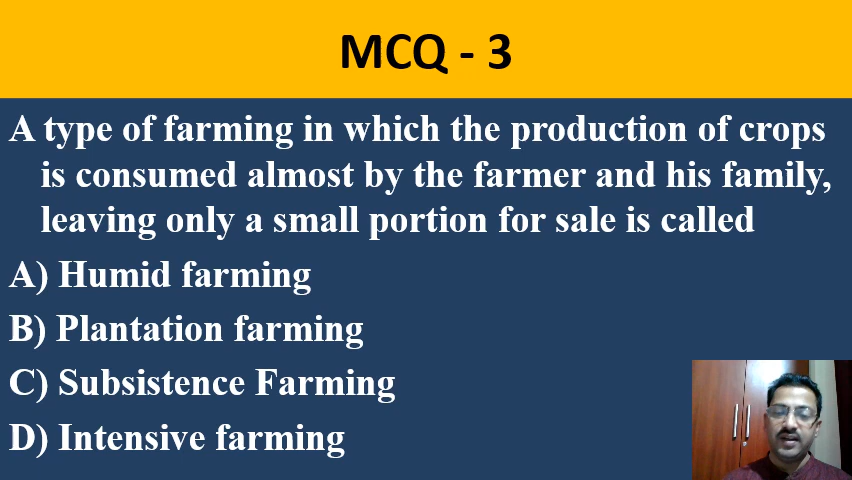 MCQ - 3
A type of farming in which the production of crops
is consumed almost by the farmer and his family,
leaving only a small portion for sale is called
A) Humid farming
B) Plantation farming
C) Subsistence Farming
D) Intensive farming